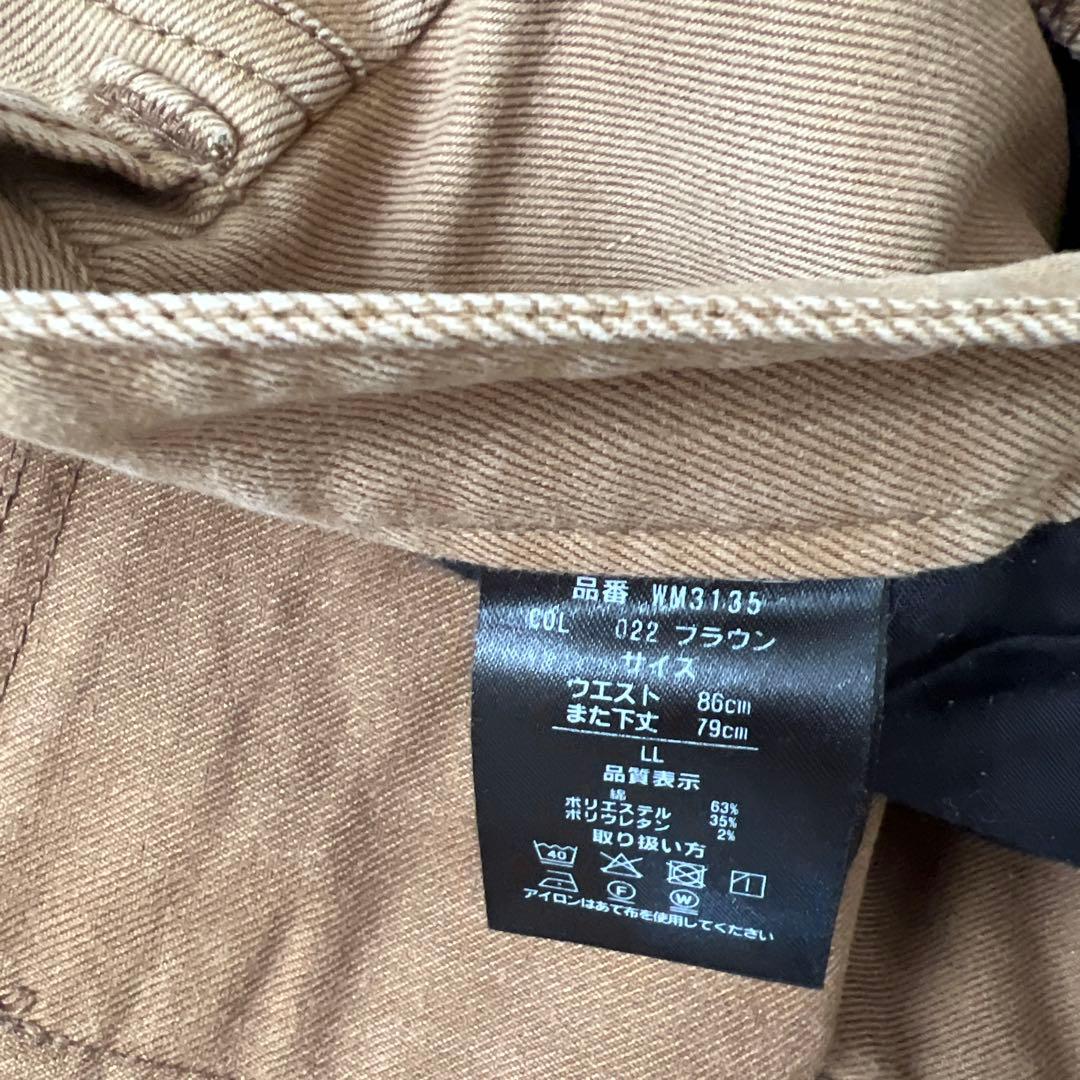 品番 WM3135
COL 022 ブラウン
サイズ
ウエスト 86cm
また下丈 79cm
LL
品質表示
綿 63%
ポリエステル 35%
ポリウレタン 2%
取り扱い方
40
F W
アイロンはあて布を使用してください